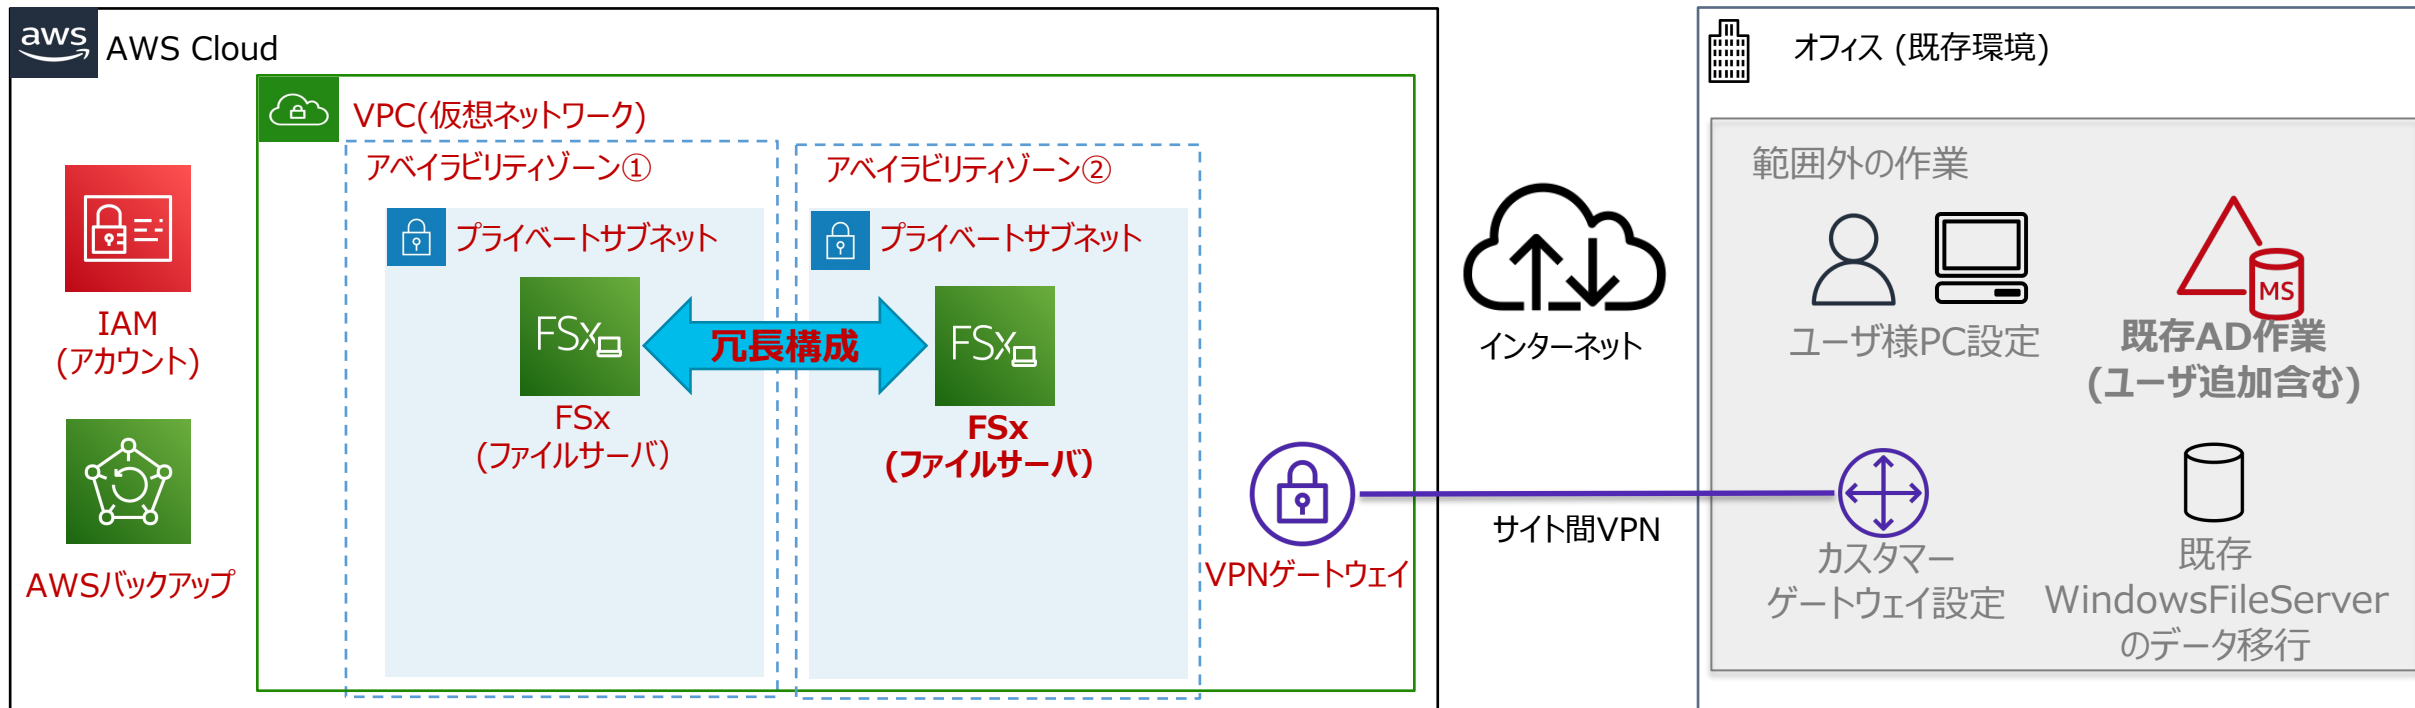 aws
AWS Cloud
VPC(仮想ネットワーク)
アベイラビリティゾーン①
プライベートサブネット
FSx
FSx
(ファイルサーバ)
冗長構成
アベイラビリティゾーン②
プライベートサブネット
FSx
FSx
(ファイルサーバ)
IAM
(アカウント)
AWSバックアップ
VPNゲートウェイ
インターネット
サイト間VPN
オフィス (既存環境)
範囲外の作業
ユーザ様PC設定
MS
既存AD作業
(ユーザ追加含む)
カスタマー
ゲートウェイ設定
既存
WindowsFileServer
のデータ移行